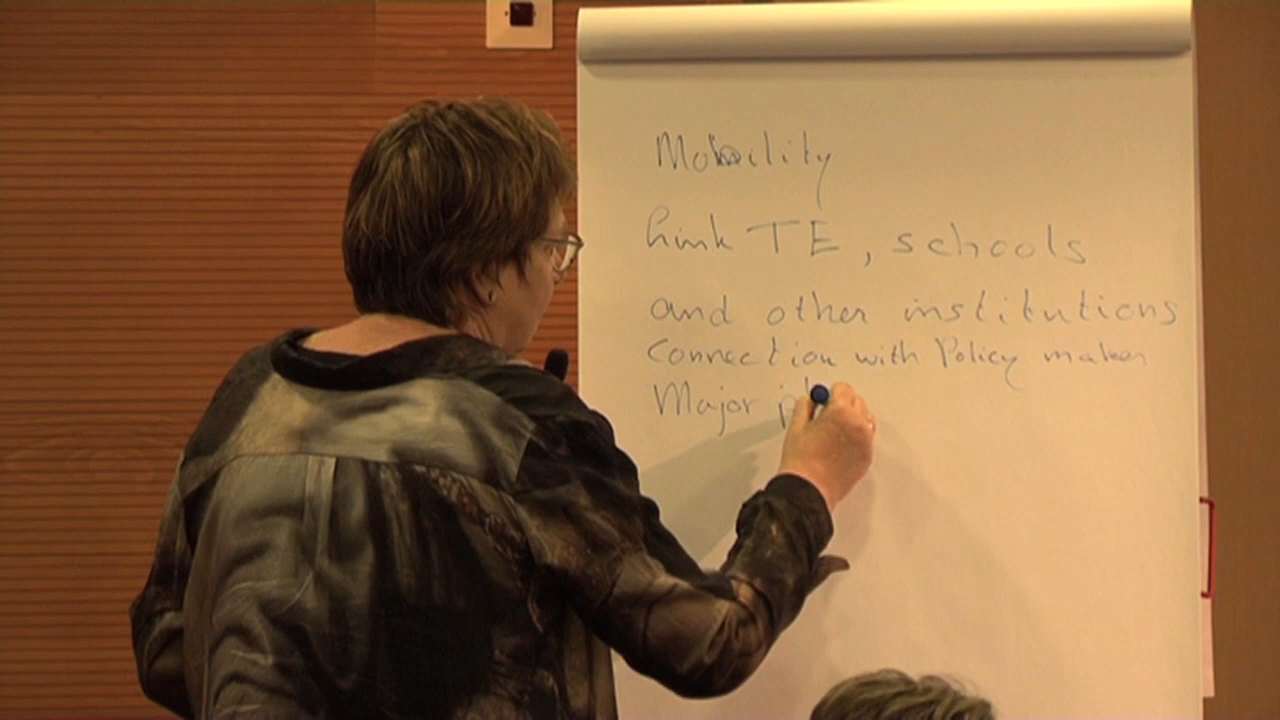 Mobility
Link TE, schools
and other institutions
Connection with Policy maker
Major